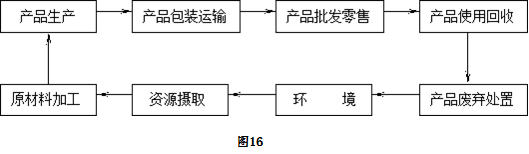 产品生产
产品包装运输
产品批发零售
产品使用回收
原材料加工
资源摄取
环 境
产品废弃处置
图16